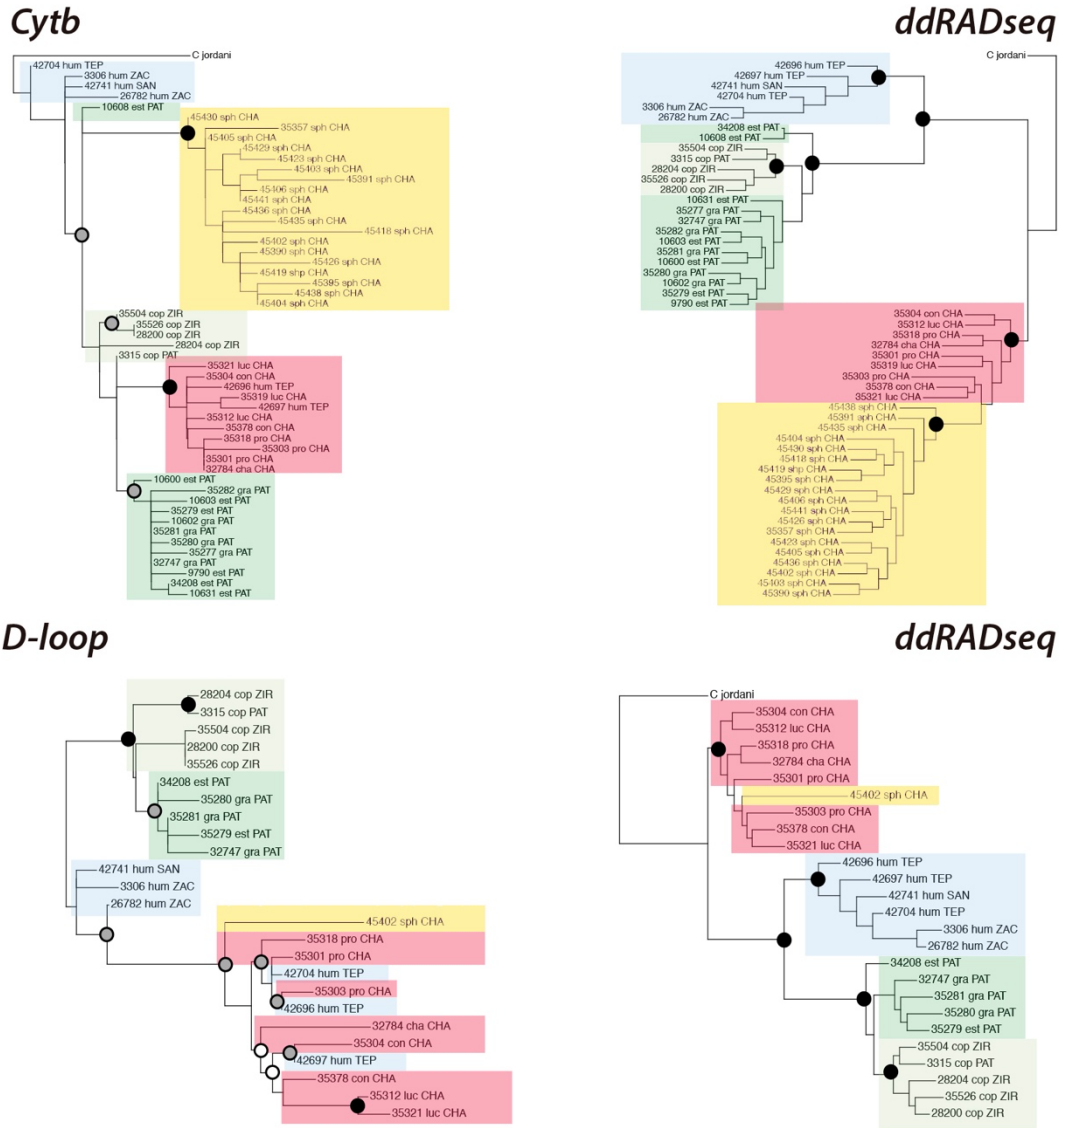 Cytb
C jordani
42704 hum TEP
3306 hum ZAC
42741 hum SAN
26782 hum ZAC
10608 est PAT
45430 sph CHA
35357 sph CHA
45405 sph CHA
45429 sph CHA
45423 sph CHA
45403 sph CHA
45391 sph CHA
45406 sph CHA
45441 sph CHA
45436 sph CHA
45435 sph CHA
45418 sph CHA
45402 sph CHA
45390 sph CHA
45426 sph CHA
45419 shp CHA
45395 sph CHA
45438 sph CHA
45404 sph CHA
35504 cop ZIR
35526 cop ZIR
28200 cop ZIR
28204 cop ZIR
3315 cop PAT
35321 luc CHA
35304 con CHA
42696 hum TEP
35319 luc CHA
42697 hum TEP
35312 luc CHA
35378 con CHA
35318 pro CHA
35303 pro CHA
35301 pro CHA
32784 cha CHA
10600 est PAT
35282 gra PAT
10603 est PAT
35279 est PAT
10602 gra PAT
35281 gra PAT
35280 gra PAT
35277 gra PAT
32747 gra PAT
9790 est PAT
34208 est PAT
10631 est PAT
ddRADseq
C jordani
42696 hum TEP
42697 hum TEP
42741 hum SAN
42704 hum TEP
3306 hum ZAC
26782 hum ZAC
34208 est PAT
10608 est PAT
35504 cop ZIR
3315 cop PAT
28204 cop ZIR
35526 cop ZIR
28200 cop ZIR
10631 est PAT
35277 gra PAT
32747 gra PAT
35282 gra PAT
10603 est PAT
35281 gra PAT
10600 est PAT
35280 gra PAT
10602 gra PAT
35279 est PAT
9790 est PAT
35304 con CHA
35312 luc CHA
35318 pro CHA
32784 cha CHA
35301 pro CHA
35319 luc CHA
35303 pro CHA
35378 con CHA
35321 luc CHA
45438 sph CHA
45391 sph CHA
45435 sph CHA
45404 sph CHA
45430 sph CHA
45418 sph CHA
45419 shp CHA
45395 sph CHA
45429 sph CHA
45406 sph CHA
45441 sph CHA
45426 sph CHA
35357 sph CHA
45423 sph CHA
45405 sph CHA
45436 sph CHA
45402 sph CHA
45403 sph CHA
45390 sph CHA
D-loop
28204 cop ZIR
3315 cop PAT
35504 cop ZIR
28200 cop ZIR
35526 cop ZIR
34208 est PAT
35280 gra PAT
35281 gra PAT
35279 est PAT
32747 gra PAT
42741 hum SAN
3306 hum ZAC
26782 hum ZAC
45402 sph CHA
35318 pro CHA
35301 pro CHA
42704 hum TEP
35303 pro CHA
42696 hum TEP
32784 cha CHA
35304 con CHA
42697 hum TEP
35378 con CHA
35312 luc CHA
35321 luc CHA
ddRADseq
C jordani
35304 con CHA
35312 luc CHA
35318 pro CHA
32784 cha CHA
35301 pro CHA
45402 sph CHA
35303 pro CHA
35378 con CHA
35321 luc CHA
42696 hum TEP
42697 hum TEP
42741 hum SAN
42704 hum TEP
3306 hum ZAC
26782 hum ZAC
34208 est PAT
32747 gra PAT
35281 gra PAT
35280 gra PAT
35279 est PAT
35504 cop ZIR
3315 cop PAT
28204 cop ZIR
35526 cop ZIR
28200 cop ZIR